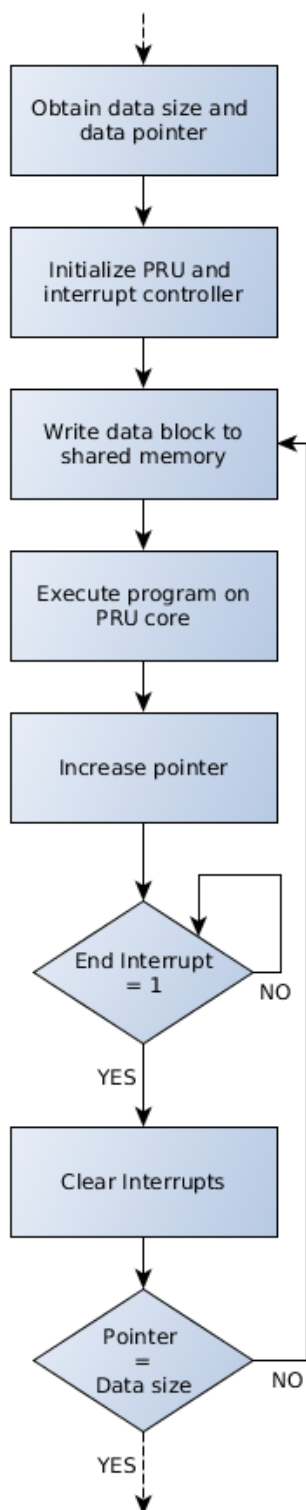 Obtain data size and
data pointer
Initialize PRU and
interrupt controller
Write data block to
shared memory
Execute program on
PRU core
Increase pointer
End Interrupt
= 1
NO
YES
Clear Interrupts
Pointer
=
Data size
NO
YES